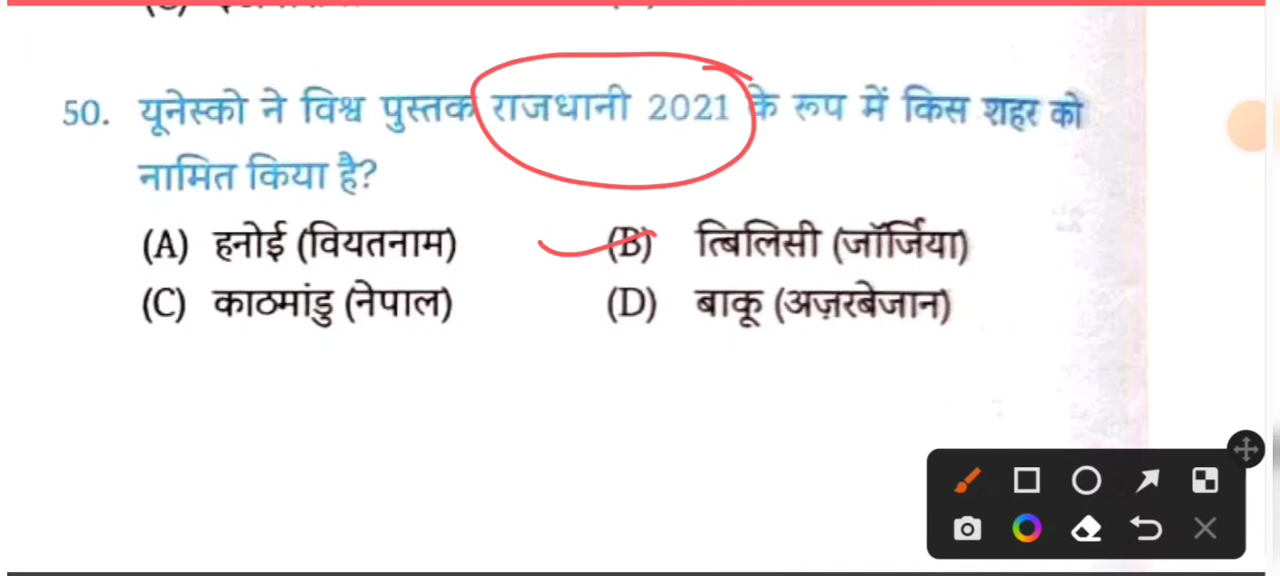 50. यूनेस्को ने विश्व पुस्तक राजधानी 2021 के रूप में किस शहर को
नामित किया है?
(A) हनोई (वियतनाम) (B) त्बिलिसी (जॉर्जिया)
(C) काठमांडु (नेपाल) (D) बाकू (अज़रबेजान)